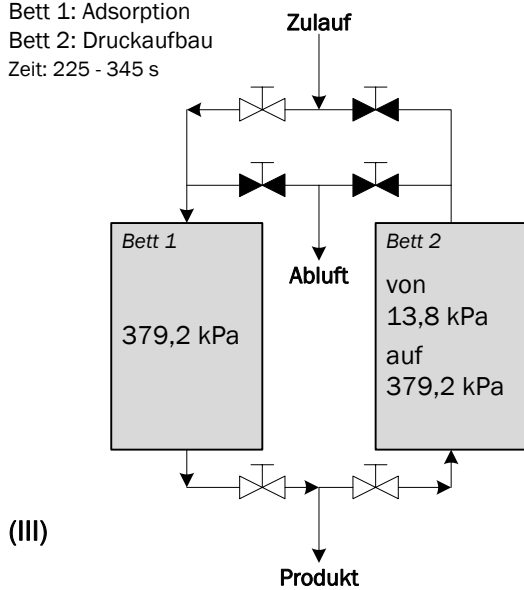 Bett 1: Adsorption
Bett 2: Druckaufbau
Zeit: 225 - 345 s
Zulauf
Bett 1
379,2 kPa
Abluft
Bett 2
von
13,8 kPa
auf
379,2 kPa
(III)
Produkt